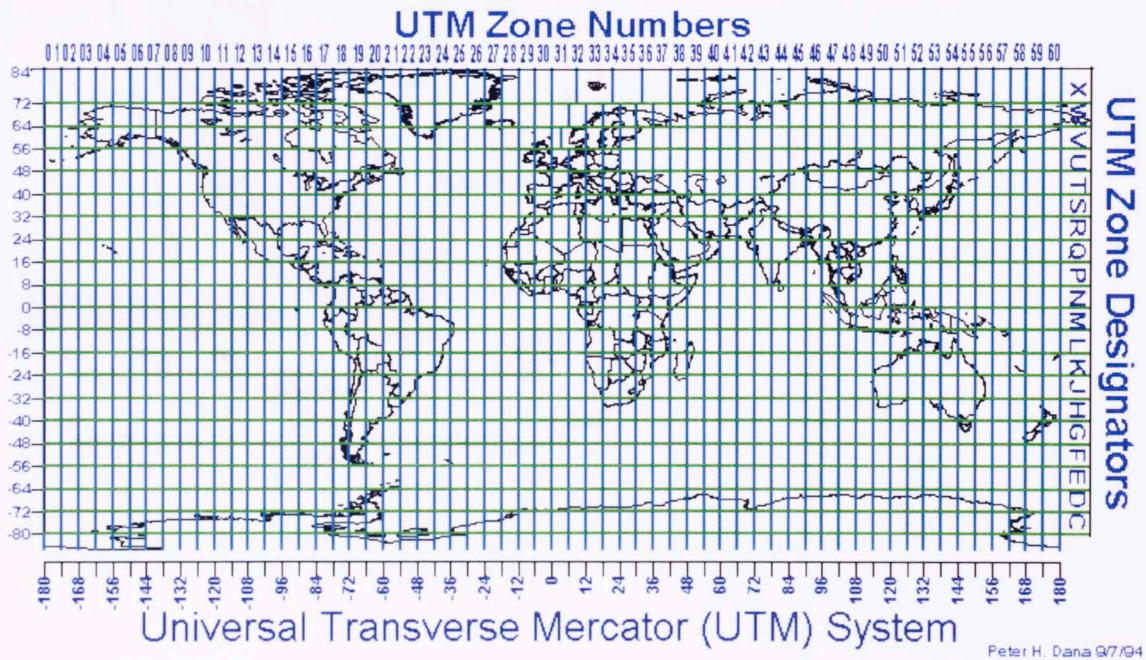 UTM Zone Numbers
01 02 03 04 05 06 07 08 09 10 11 12 13 14 15 16 17 18 19 20 21 22 23 24 25 26 27 28 29 30 31 32 33 34 35 36 37 38 39 40 41 42 43 44 45 46 47 48 49 50 51 52 53 54 55 56 57 58 59 60
84
72
64
56
48
40
32
24
16
8
0
-8
-16
-24
-32
-40
-48
-56
-64
-72
-80
X
W
V
U
T
S
R
Q
P
N
M
L
K
J
H
G
F
E
D
C
UTM Zone Designators
-180 -168 -156 -144 -132 -120 -108 -96 -84 -72 -60 -48 -36 -24 -12 0 12 24 36 48 60 72 84 96 108 120 132 144 156 168 180
Universal Transverse Mercator (UTM) System
Peter H. Dana 9/7/94